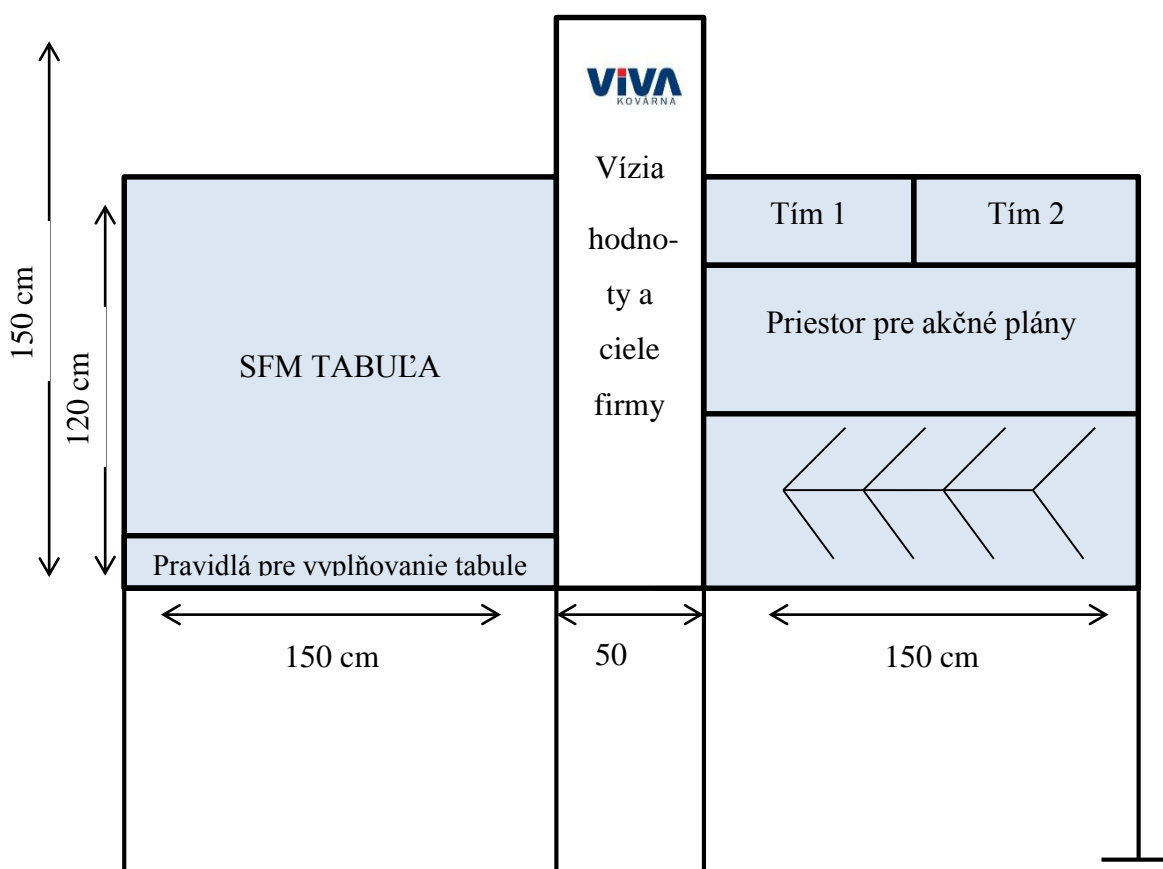 VIVA
KOVÁRNA
Vízia
hodno-
ty a
ciele
firmy
150 cm
120 cm
SFM TABUĽA
Pravidlá pre vyplňovanie tabule
Tím 1
Tím 2
Priestor pre akčné plány
150 cm
50
150 cm